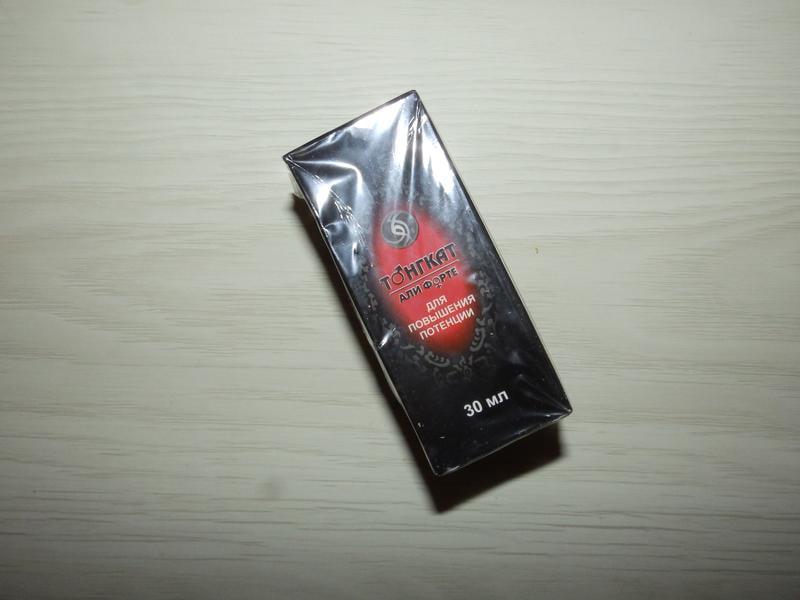 ТОНГКАТ
АЛИ ФОРТЕ
ДЛЯ
ПОВЫШЕНИЯ
ПОТЕНЦИИ
30 мл